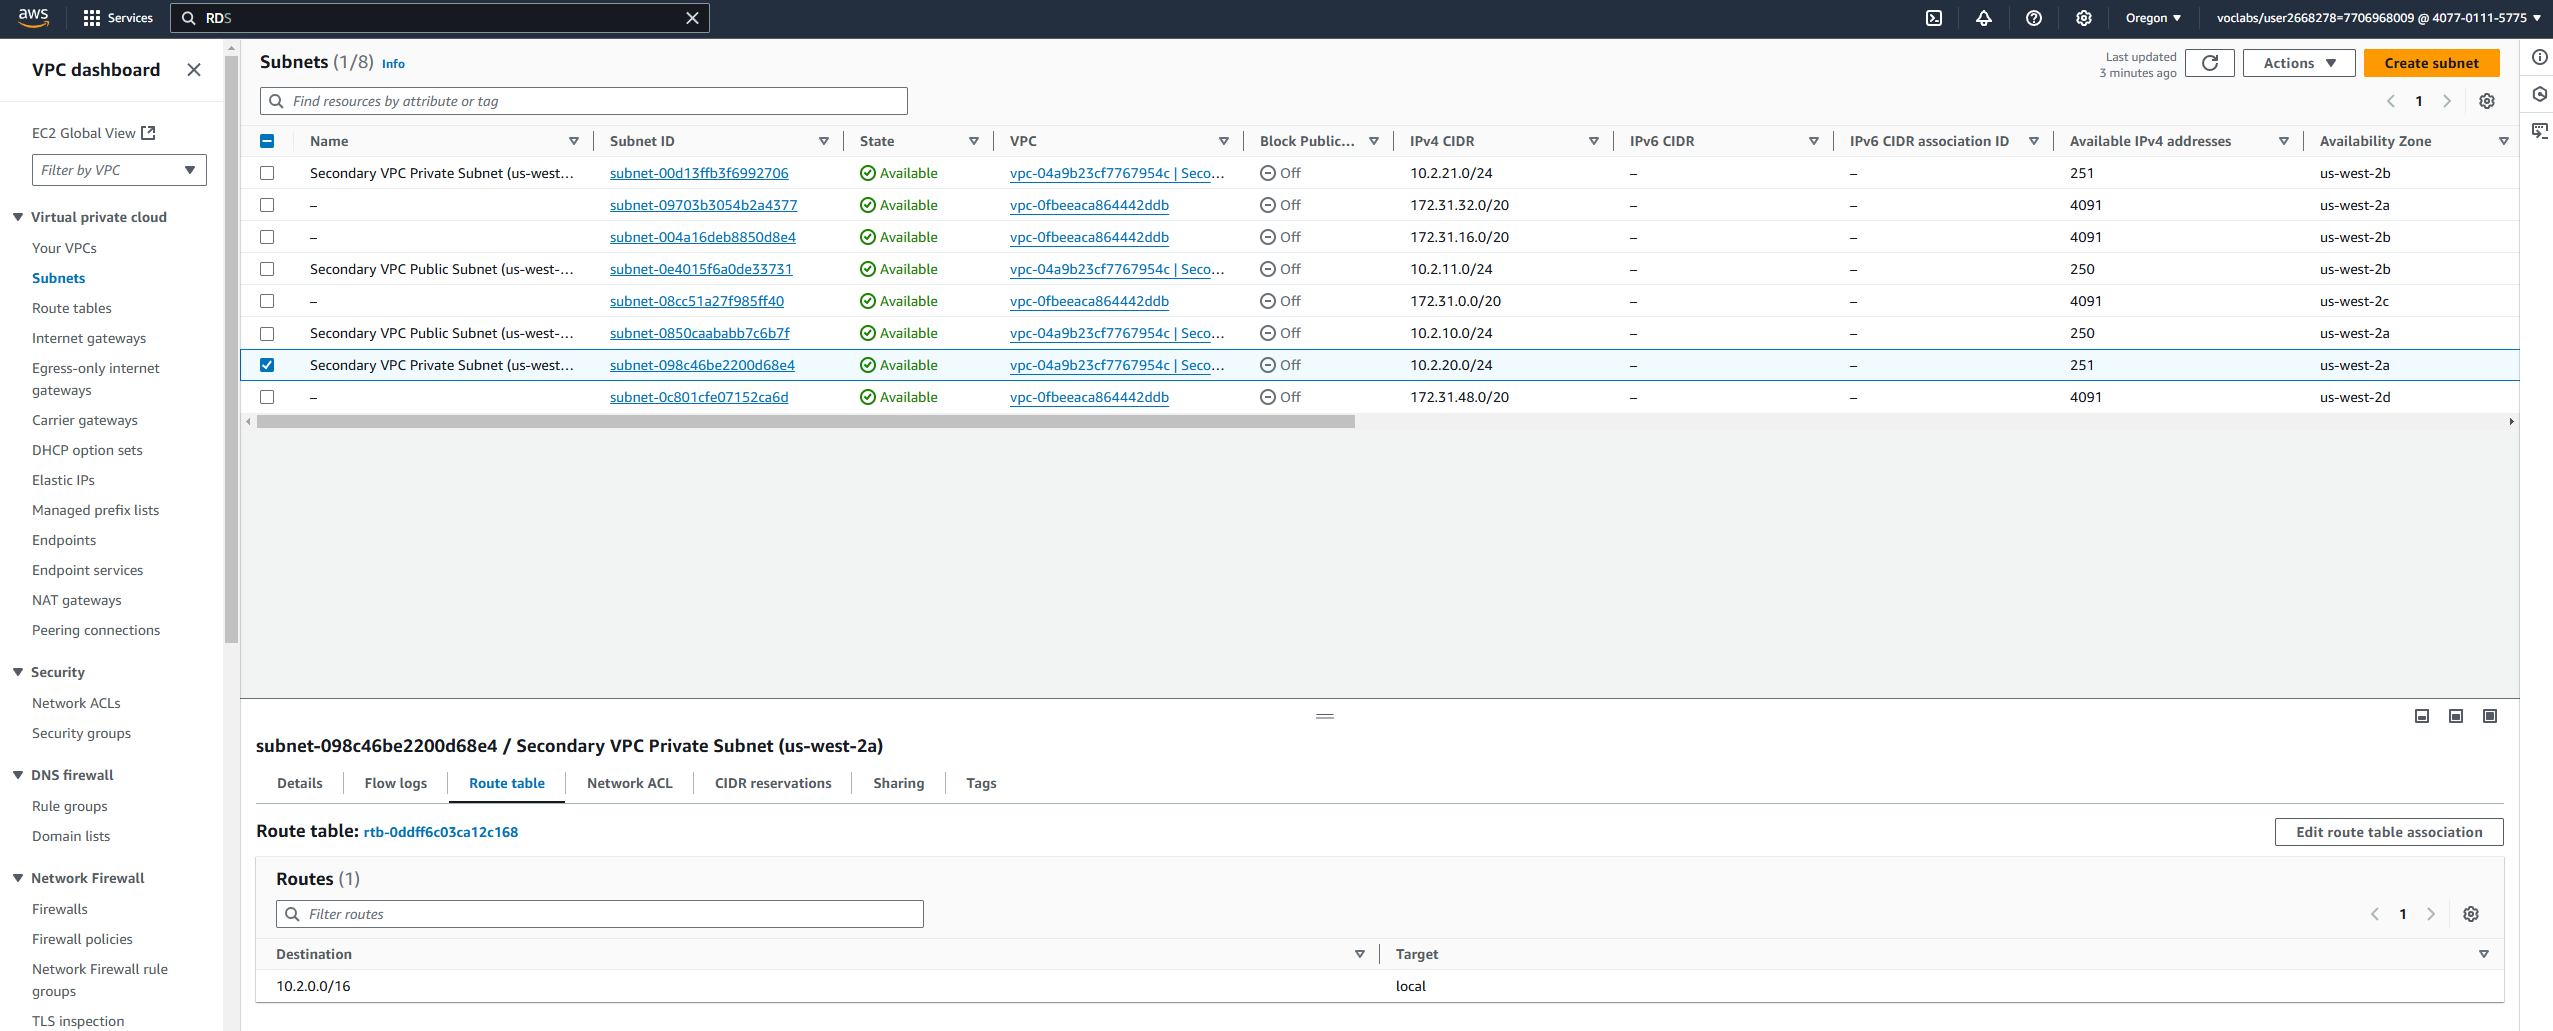 aws Services RDS Oregon voclabs/user2668278=7706968009 @ 4077-0111-5775
VPC dashboard
EC2 Global View
Filter by VPC
Virtual private cloud
Your VPCs
Subnets
Route tables
Internet gateways
Egress-only internet
gateways
Carrier gateways
DHCP option sets
Elastic IPs
Managed prefix lists
Endpoints
Endpoint services
NAT gateways
Peering connections
Security
Network ACLs
Security groups
DNS firewall
Rule groups
Domain lists
Network Firewall
Firewalls
Firewall policies
Network Firewall rule
groups
TLS inspection
Subnets (1/8) Info
Last updated
3 minutes ago
Actions
Create subnet
Find resources by attribute or tag
1
Name Subnet ID State VPC Block Public... IPv4 CIDR IPv6 CIDR IPv6 CIDR association ID Available IPv4 addresses Availability Zone
Secondary VPC Private Subnet (us-west... subnet-00d13ffb3f6992706 Available vpc-04a9b23cf7767954c | Seco... Off 10.2.21.0/24 – – 251 us-west-2b
– subnet-09703b3054b2a4377 Available vpc-0fbeeaca864442ddb Off 172.31.32.0/20 – – 4091 us-west-2a
– subnet-004a16deb8850d8e4 Available vpc-0fbeeaca864442ddb Off 172.31.16.0/20 – – 4091 us-west-2b
Secondary VPC Public Subnet (us-west-... subnet-0e4015f6a0de33731 Available vpc-04a9b23cf7767954c | Seco... Off 10.2.11.0/24 – – 250 us-west-2b
– subnet-08cc51a27f985ff40 Available vpc-0fbeeaca864442ddb Off 172.31.0.0/20 – – 4091 us-west-2c
Secondary VPC Public Subnet (us-west-... subnet-0850caababb7c6b7f Available vpc-04a9b23cf7767954c | Seco... Off 10.2.10.0/24 – – 250 us-west-2a
Secondary VPC Private Subnet (us-west... subnet-098c46be2200d68e4 Available vpc-04a9b23cf7767954c | Seco... Off 10.2.20.0/24 – – 251 us-west-2a
– subnet-0c801cfe07152ca6d Available vpc-0fbeeaca864442ddb Off 172.31.48.0/20 – – 4091 us-west-2d
subnet-098c46be2200d68e4 / Secondary VPC Private Subnet (us-west-2a)
Details Flow logs Route table Network ACL CIDR reservations Sharing Tags
Route table: rtb-0ddff6c03ca12c168
Edit route table association
Routes (1)
Filter routes
1
Destination Target
10.2.0.0/16 local